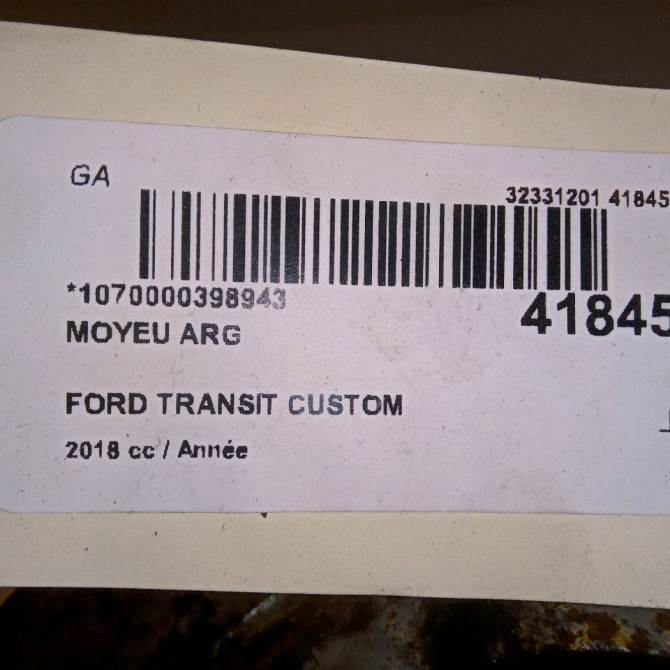 GA
32331201 41845
*1070000398943
41845
MOYEU ARG
FORD TRANSIT CUSTOM
2018 cc / Année